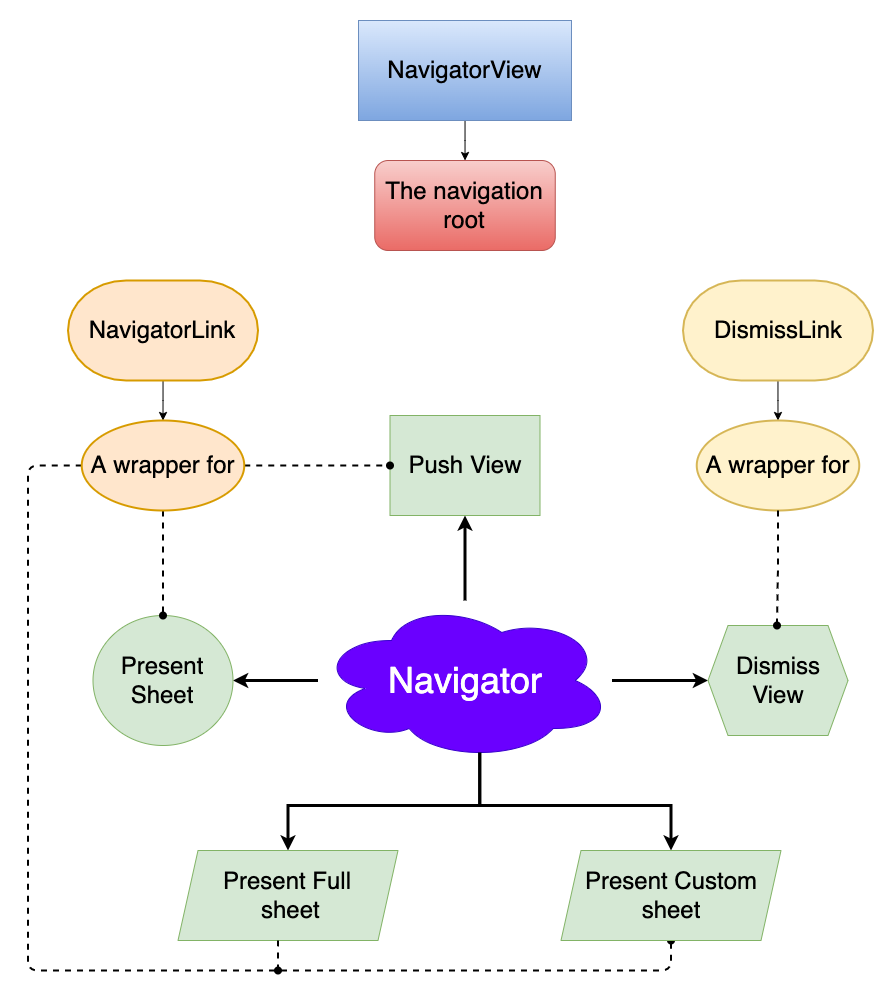 NavigatorView
The navigation
root
NavigatorLink
DismissLink
A wrapper for
Push View
A wrapper for
Present
Sheet
Navigator
Dismiss
View
Present Full
sheet
Present Custom
sheet